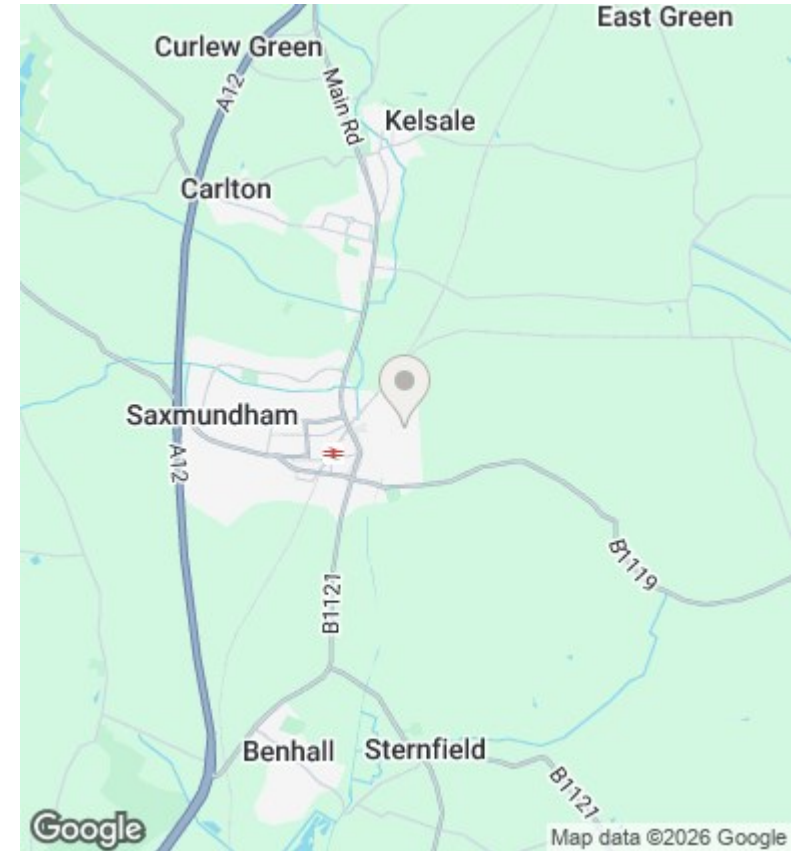 East Green
Curlew Green
A12
Main Rd
Kelsale
Carlton
Saxmundham
A12
B1119
B1121
Benhall
Sternfield
B1121
Google
Map data ©2026 Google